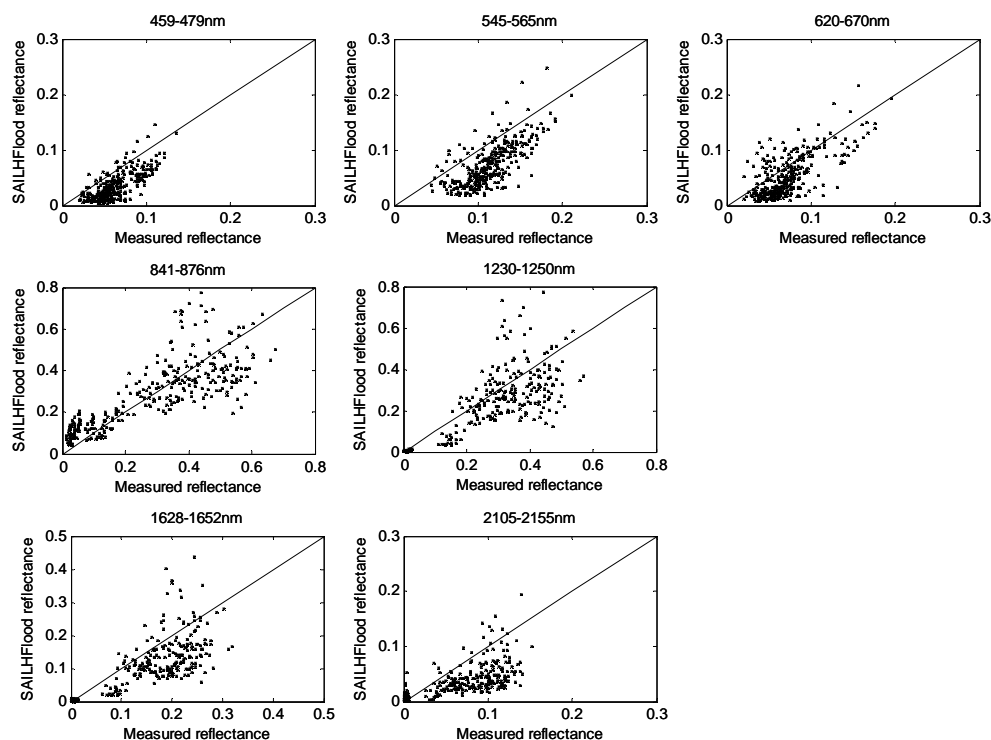 459-479nm
0.3
0.2
0.1
0
0 0.1 0.2 0.3
SAILHFlood reflectance
Measured reflectance
545-565nm
0.3
0.2
0.1
0
0 0.1 0.2 0.3
SAILHFlood reflectance
Measured reflectance
620-670nm
0.3
0.2
0.1
0
0 0.1 0.2 0.3
SAILHFlood reflectance
Measured reflectance
841-876nm
0.8
0.6
0.4
0.2
0
0 0.2 0.4 0.6 0.8
SAILHFlood reflectance
Measured reflectance
1230-1250nm
0.8
0.6
0.4
0.2
0
0 0.2 0.4 0.6 0.8
SAILHFlood reflectance
Measured reflectance
1628-1652nm
0.5
0.4
0.3
0.2
0.1
0
0 0.1 0.2 0.3 0.4 0.5
SAILHFlood reflectance
Measured reflectance
2105-2155nm
0.3
0.2
0.1
0
0 0.1 0.2 0.3
SAILHFlood reflectance
Measured reflectance